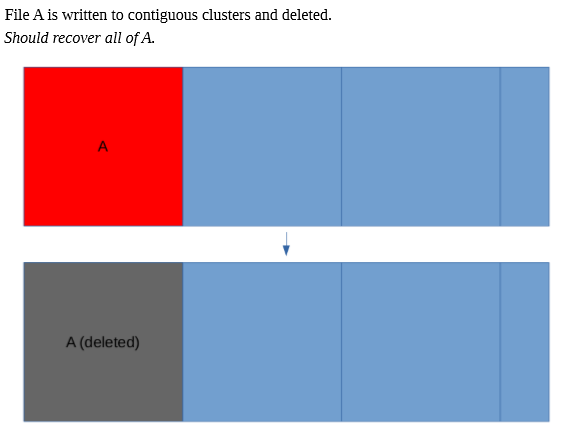 File A is written to contiguous clusters and deleted.
Should recover all of A.
A
A (deleted)